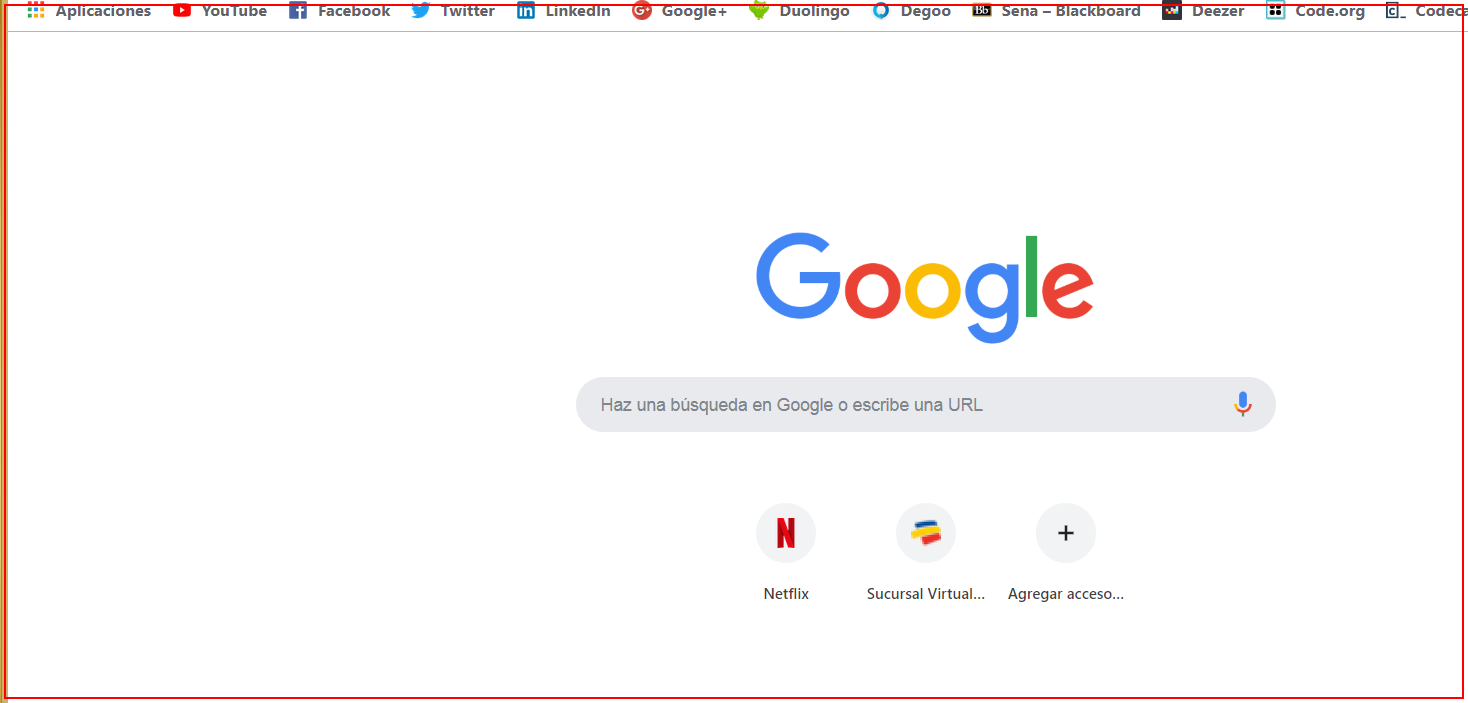 Aplicaciones YouTube Facebook Twitter LinkedIn Google+ Duolingo Degoo Sena – Blackboard Deezer Code.org Codeca
Google
Haz una búsqueda en Google o escribe una URL
Netflix Sucursal Virtual... Agregar acceso...